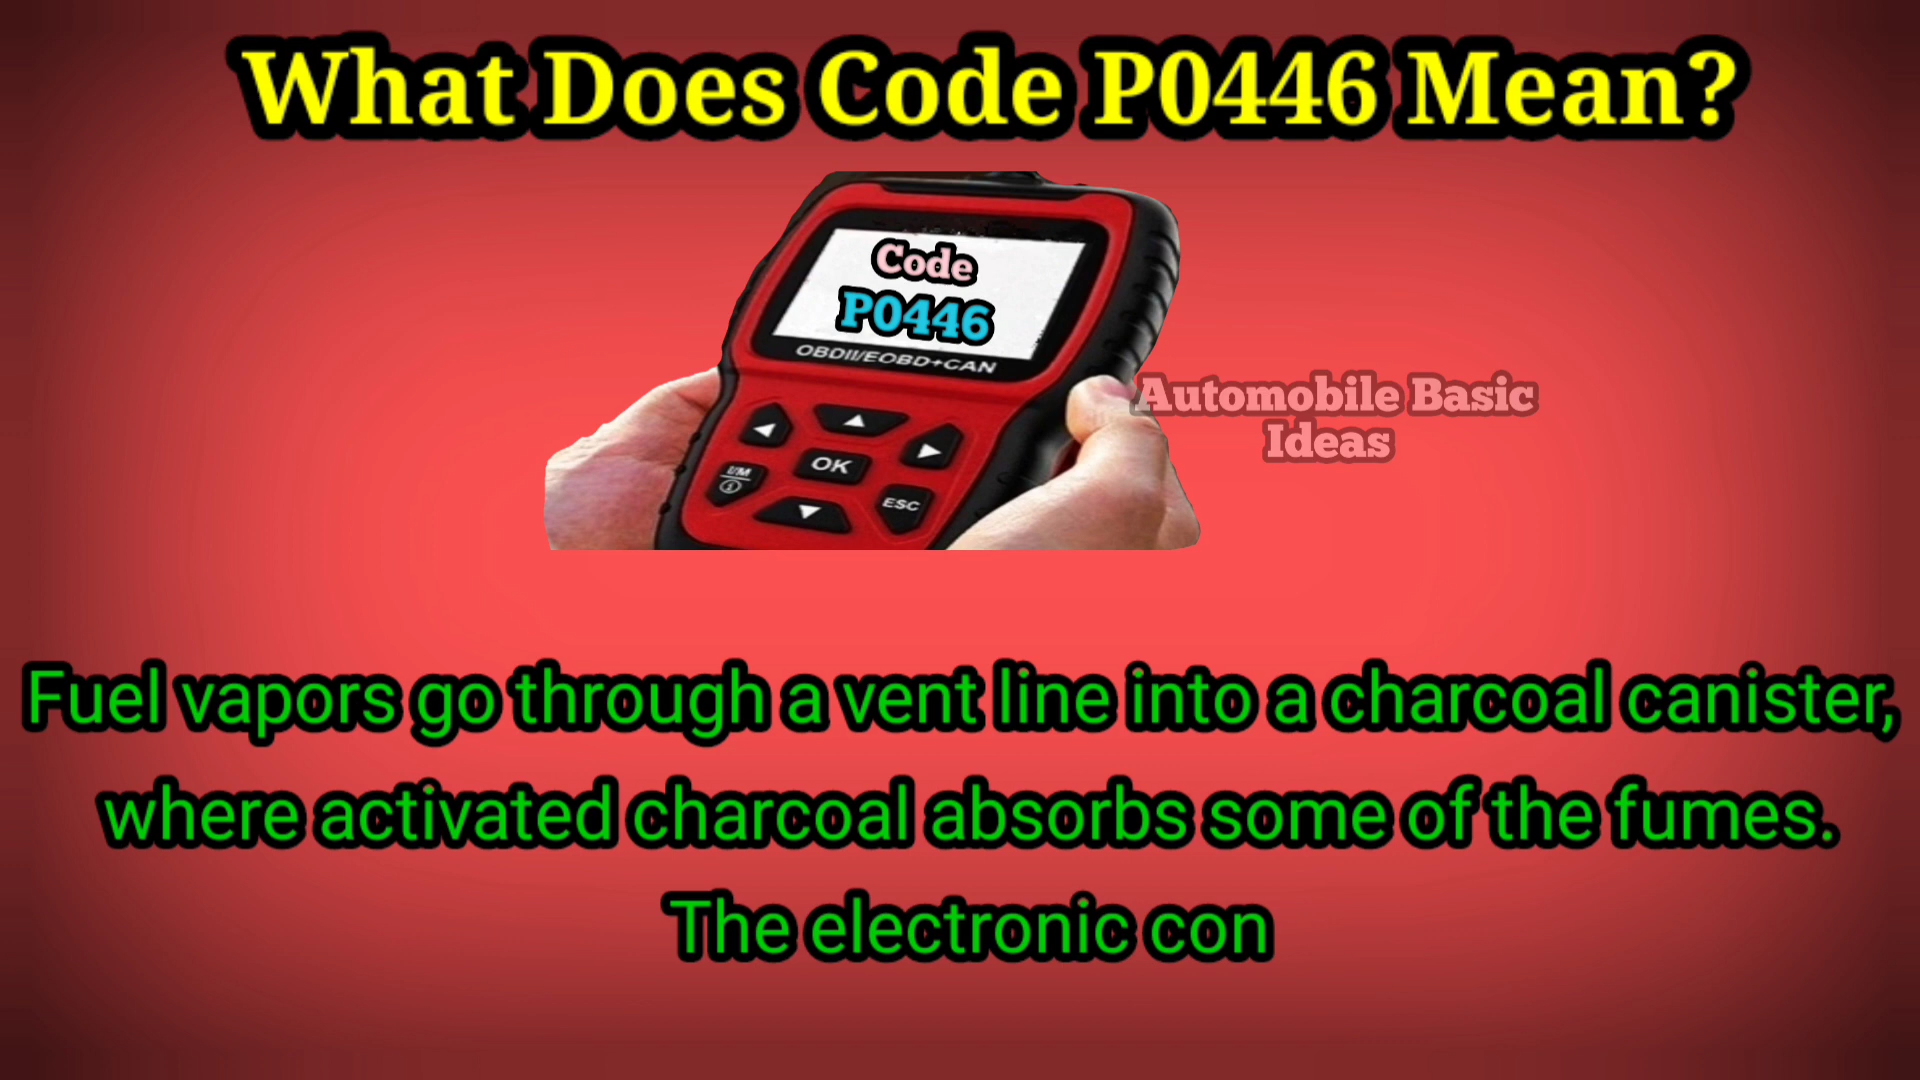 What Does Code P0446 Mean?
Code
P0446
OBDII/EOBD+CAN
Automobile Basic
Ideas
OK
I/M
ESC
Fuel vapors go through a vent line into a charcoal canister,
where activated charcoal absorbs some of the fumes.
The electronic con